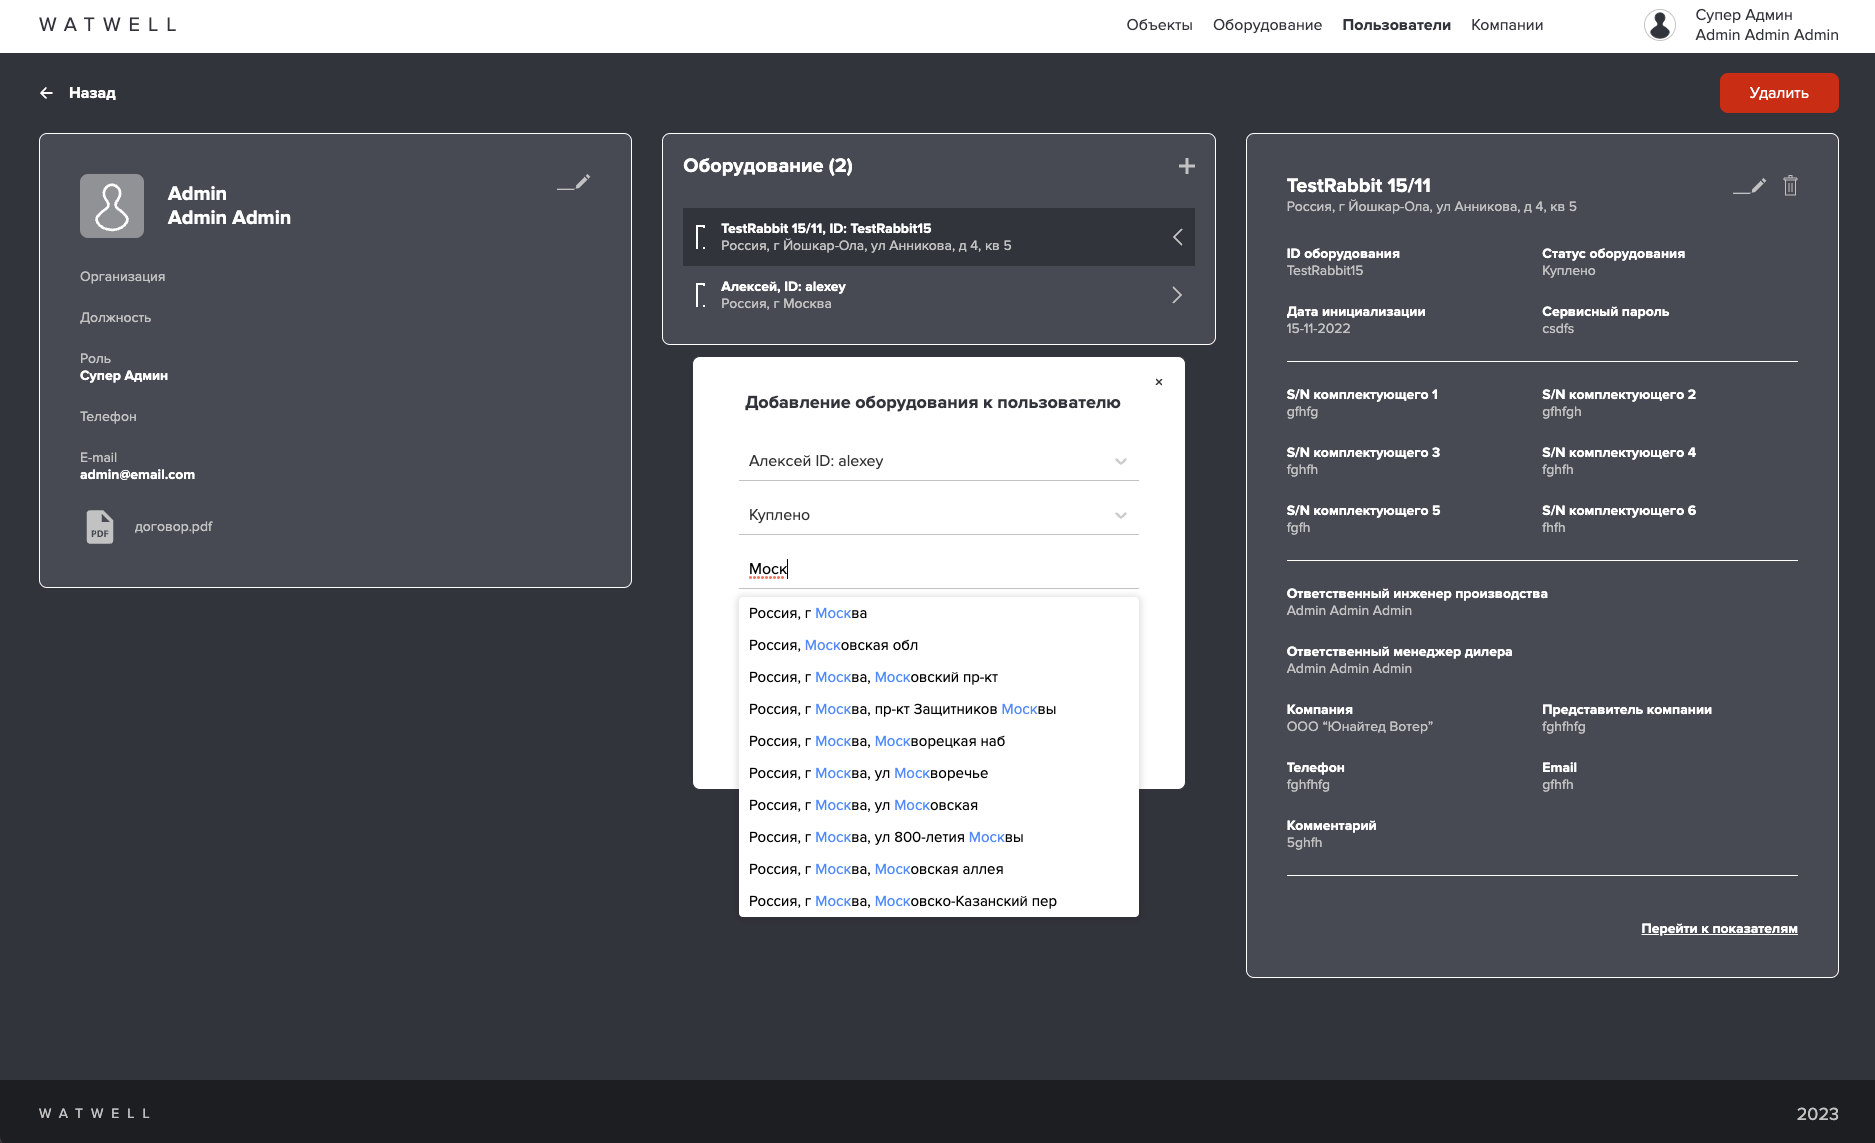 WATWELL
Объекты
Оборудование
Пользователи
Компании
Супер Админ
Admin Admin Admin
Назад
Удалить
Admin
Admin Admin
Организация
Должность
Роль
Супер Админ
Телефон
E-mail
admin@email.com
PDF
договор.pdf
Оборудование (2)
TestRabbit 15/11, ID: TestRabbit15
Россия, г Йошкар-Ола, ул Анникова, д 4, кв 5
Алексей, ID: alexey
Россия, г Москва
×
Добавление оборудования к пользователю
Алексей ID: alexey
Куплено
Моск
Россия, г Москва
Россия, Московская обл
Россия, г Москва, Московский пр-кт
Россия, г Москва, пр-кт Защитников Москвы
Россия, г Москва, Москворецкая наб
Россия, г Москва, ул Москворечье
Россия, г Москва, ул Московская
Россия, г Москва, ул 800-летия Москвы
Россия, г Москва, Московская аллея
Россия, г Москва, Московско-Казанский пер
TestRabbit 15/11
Россия, г Йошкар-Ола, ул Анникова, д 4, кв 5
ID оборудования
TestRabbit15
Статус оборудования
Куплено
Дата инициализации
15-11-2022
Сервисный пароль
csdfs
S/N комплектующего 1
gfhfg
S/N комплектующего 2
gfhfgh
S/N комплектующего 3
fghfh
S/N комплектующего 4
fghfh
S/N комплектующего 5
fgfh
S/N комплектующего 6
fhfh
Ответственный инженер производства
Admin Admin Admin
Ответственный менеджер дилера
Admin Admin Admin
Компания
ООО “Юнайтед Вотер”
Представитель компании
fghfhfg
Телефон
fghfhfg
Email
gfhfh
Комментарий
5ghfh
Перейти к показателям
WATWELL
2023